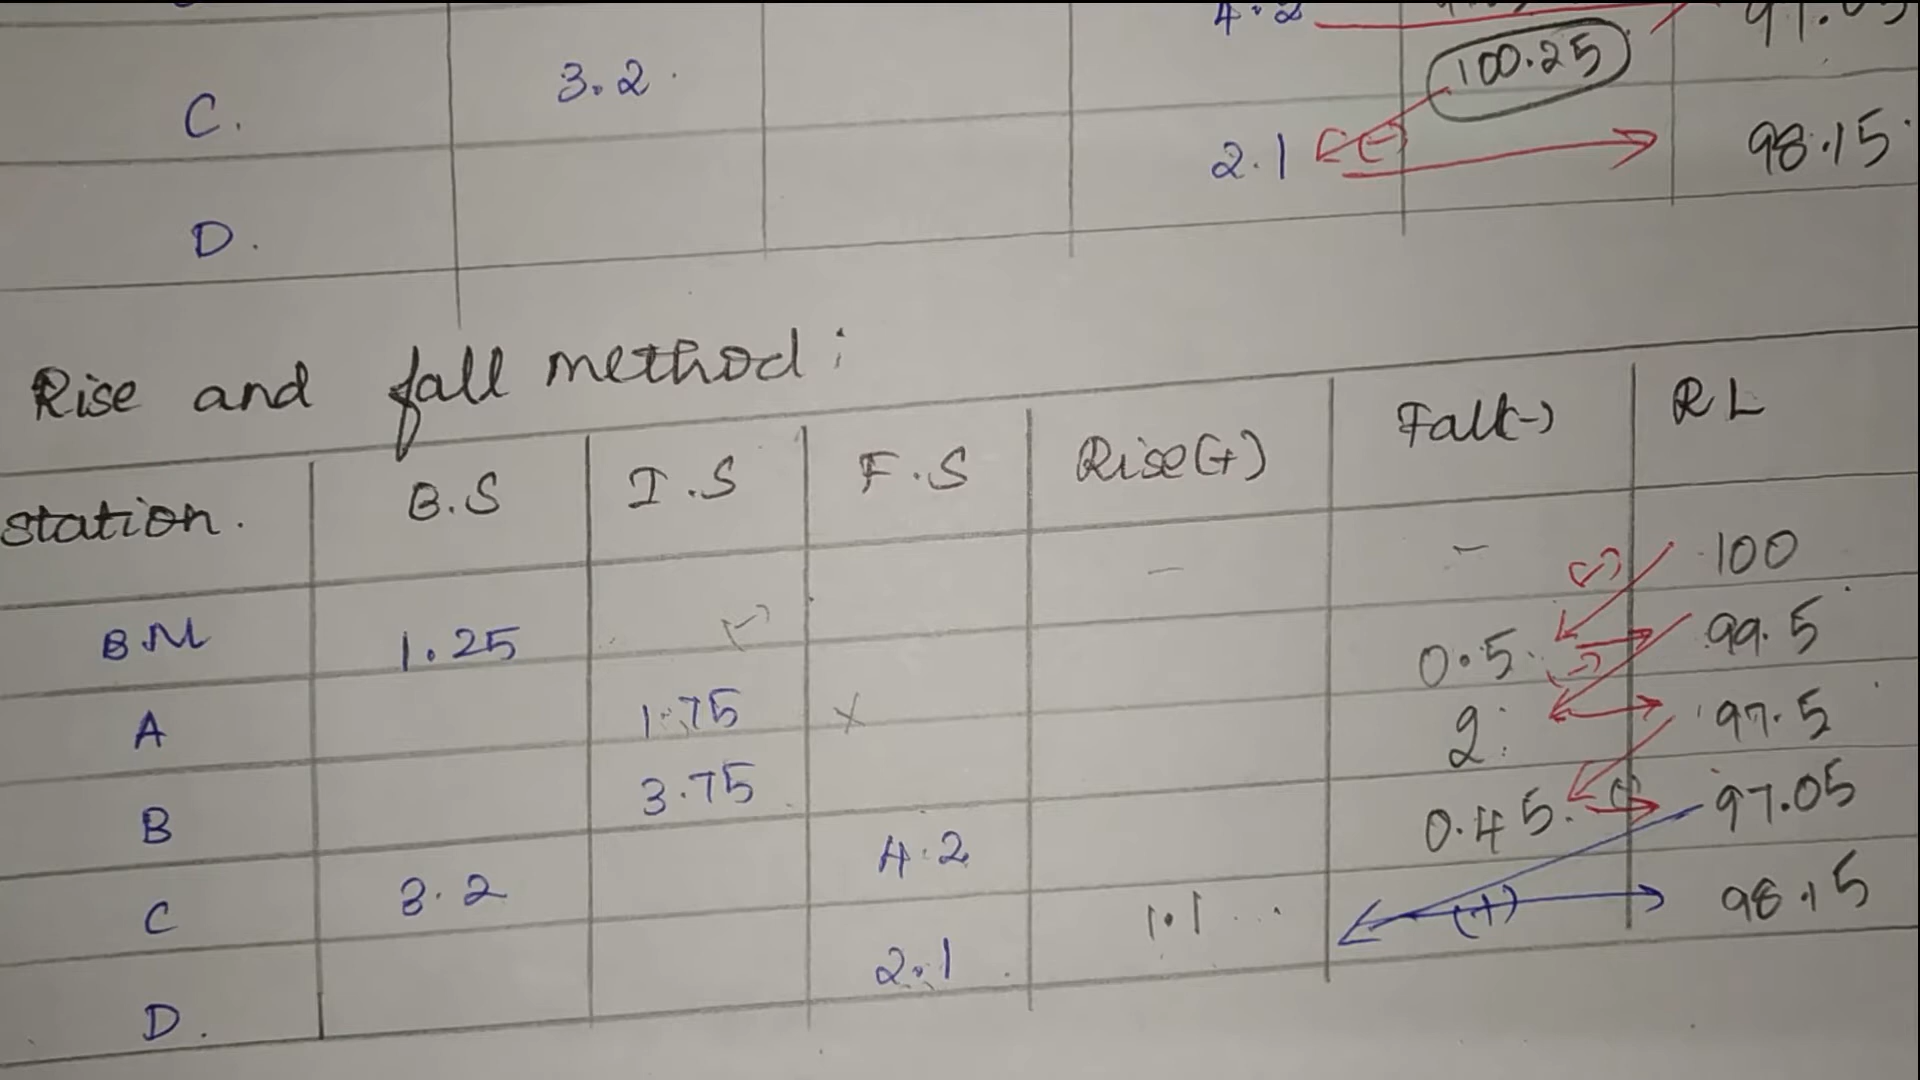 4.2
C. 3.2 100.25
D. 2.1 (-) 98.15
Rise and fall method:
station. B.S I.S F.S Rise(+) Fall(-) RL
BM 1.25 (-) - - 100
A 1.75 x 0.5 (-) 99.5
B 3.75 2 97.5
C 3.2 4.2 0.45 97.05
D. 2.1 1.1 (+) 98.15